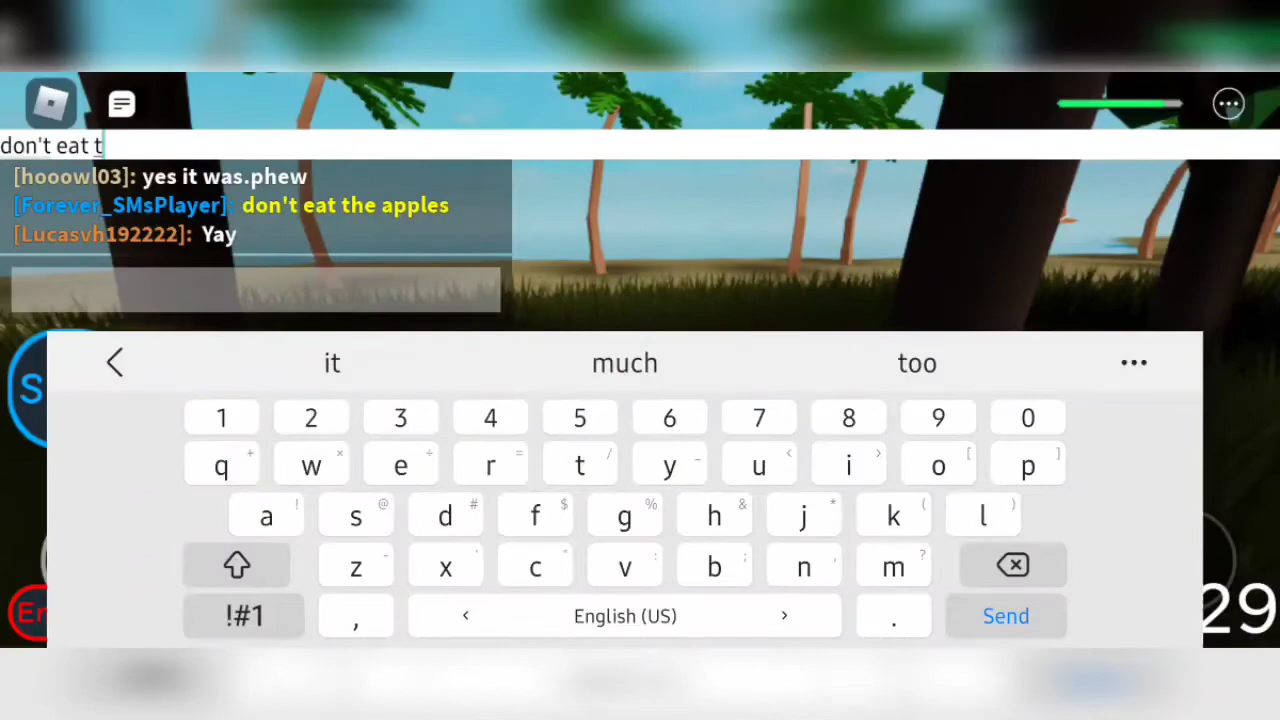 don't eat t
[hooowl03]: yes it was.phew
[Forever_SMsPlayer]: don't eat the apples
[Lucasvh192222]: Yay
it much too •••
1 2 3 4 5 6 7 8 9 0
q + w × e ÷ r = t / y _ u < i > o [ p ]
a ! s @ d # f $ g % h & j * k ( l )
z - x ' c " v : b ; n , m ?
!#1 , < English (US) > . Send
29